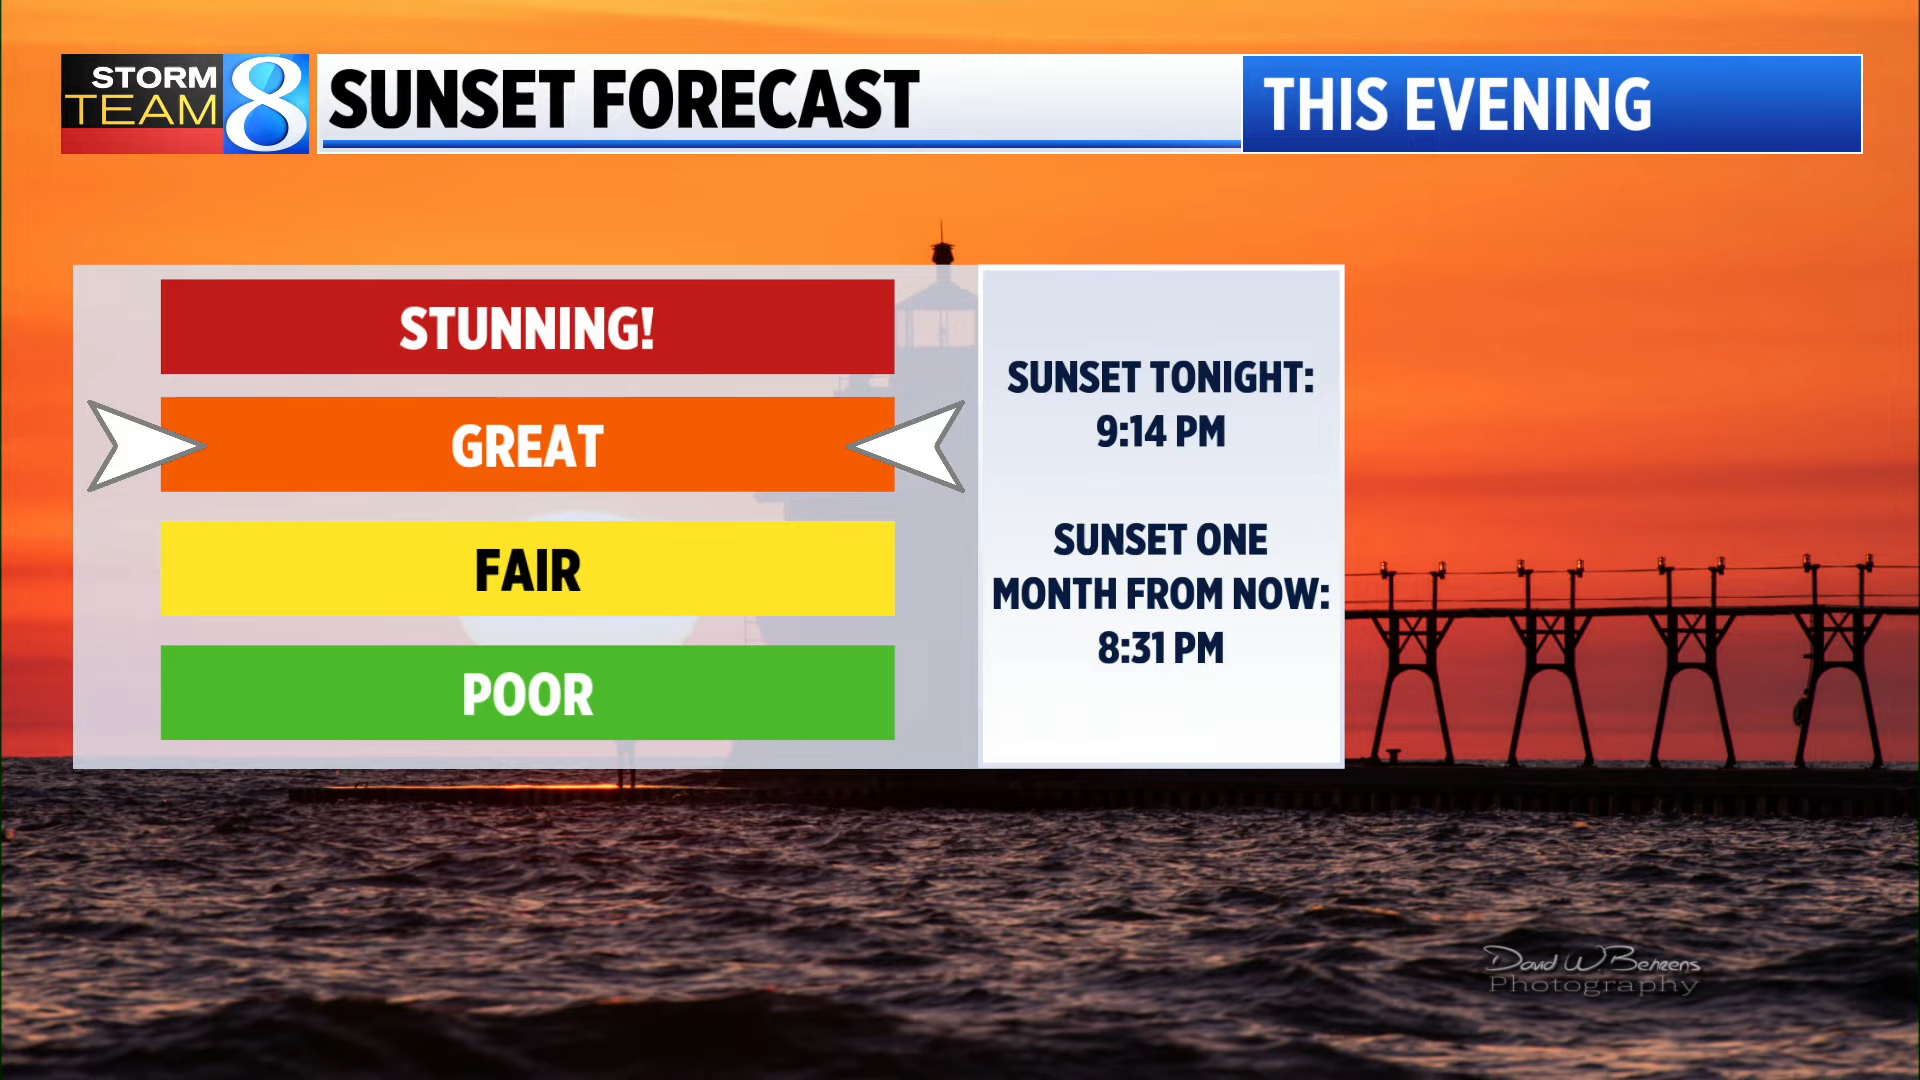 STORM
TEAM
8
SUNSET FORECAST
THIS EVENING
STUNNING!
GREAT
FAIR
POOR
SUNSET TONIGHT:
9:14 PM
SUNSET ONE
MONTH FROM NOW:
8:31 PM
David W. Behrens
Photography